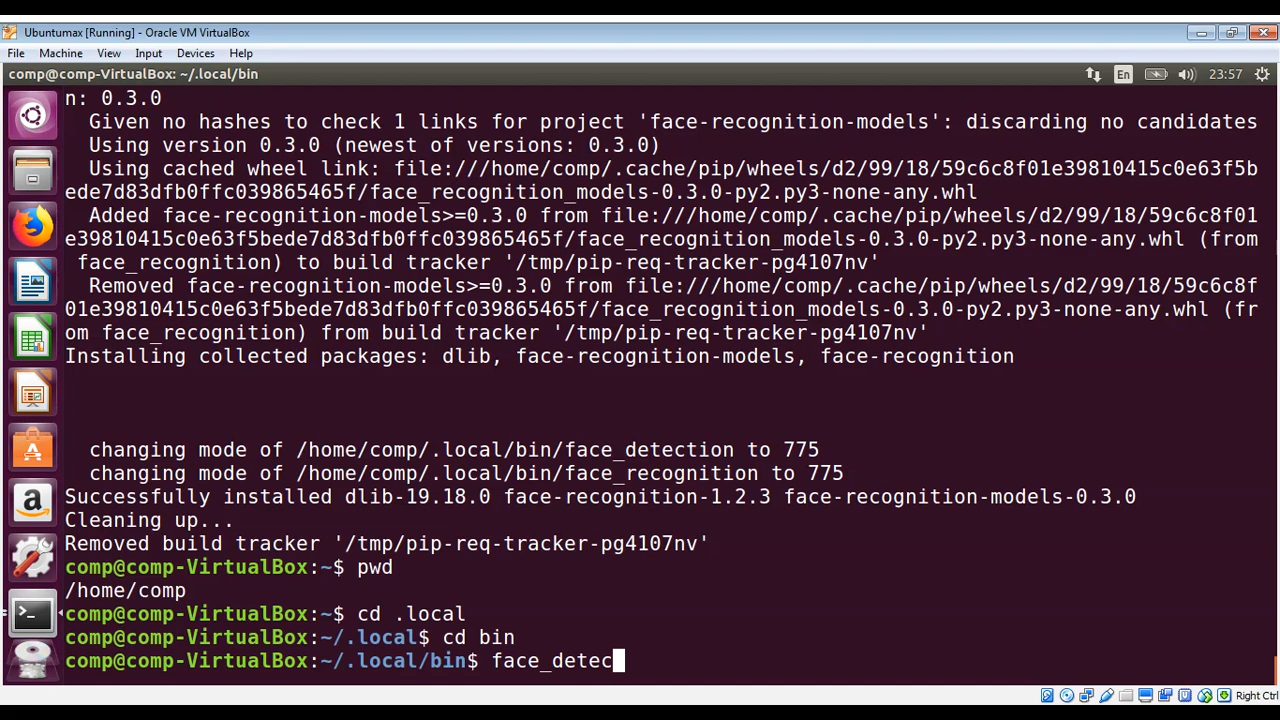 Ubuntumax [Running] - Oracle VM VirtualBox
File Machine View Input Devices Help
comp@comp-VirtualBox: ~/.local/bin En 23:57
n: 0.3.0
Given no hashes to check 1 links for project 'face-recognition-models': discarding no candidates
Using version 0.3.0 (newest of versions: 0.3.0)
Using cached wheel link: file:///home/comp/.cache/pip/wheels/d2/99/18/59c6c8f01e39810415c0e63f5b
ede7d83dfb0ffc039865465f/face_recognition_models-0.3.0-py2.py3-none-any.whl
Added face-recognition-models>=0.3.0 from file:///home/comp/.cache/pip/wheels/d2/99/18/59c6c8f01
e39810415c0e63f5bede7d83dfb0ffc039865465f/face_recognition_models-0.3.0-py2.py3-none-any.whl (from
face_recognition) to build tracker '/tmp/pip-req-tracker-pg4107nv'
Removed face-recognition-models>=0.3.0 from file:///home/comp/.cache/pip/wheels/d2/99/18/59c6c8f
01e39810415c0e63f5bede7d83dfb0ffc039865465f/face_recognition_models-0.3.0-py2.py3-none-any.whl (fr
om face_recognition) from build tracker '/tmp/pip-req-tracker-pg4107nv'
Installing collected packages: dlib, face-recognition-models, face-recognition
changing mode of /home/comp/.local/bin/face_detection to 775
changing mode of /home/comp/.local/bin/face_recognition to 775
Successfully installed dlib-19.18.0 face-recognition-1.2.3 face-recognition-models-0.3.0
Cleaning up...
Removed build tracker '/tmp/pip-req-tracker-pg4107nv'
comp@comp-VirtualBox:~$ pwd
/home/comp
comp@comp-VirtualBox:~$ cd .local
comp@comp-VirtualBox:~/.local$ cd bin
comp@comp-VirtualBox:~/.local/bin$ face_detec
Right Ctrl